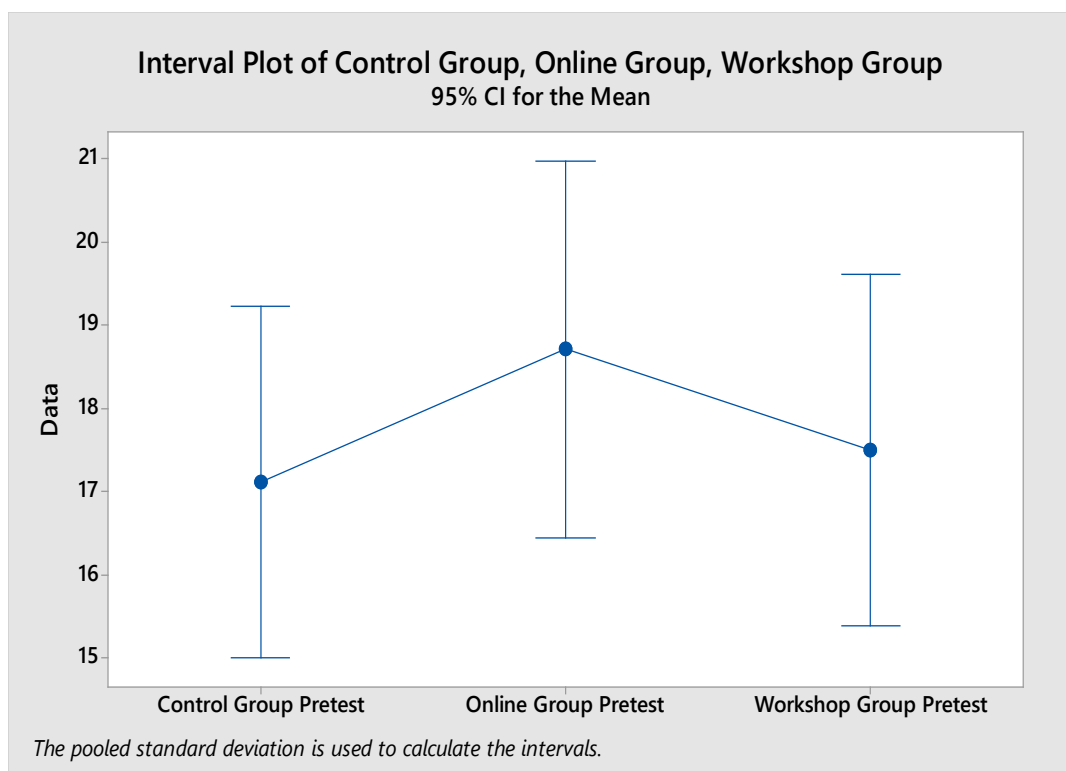 Interval Plot of Control Group, Online Group, Workshop Group
95% CI for the Mean
21
20
19
18
17
16
15
Data
Control Group Pretest
Online Group Pretest
Workshop Group Pretest
The pooled standard deviation is used to calculate the intervals.